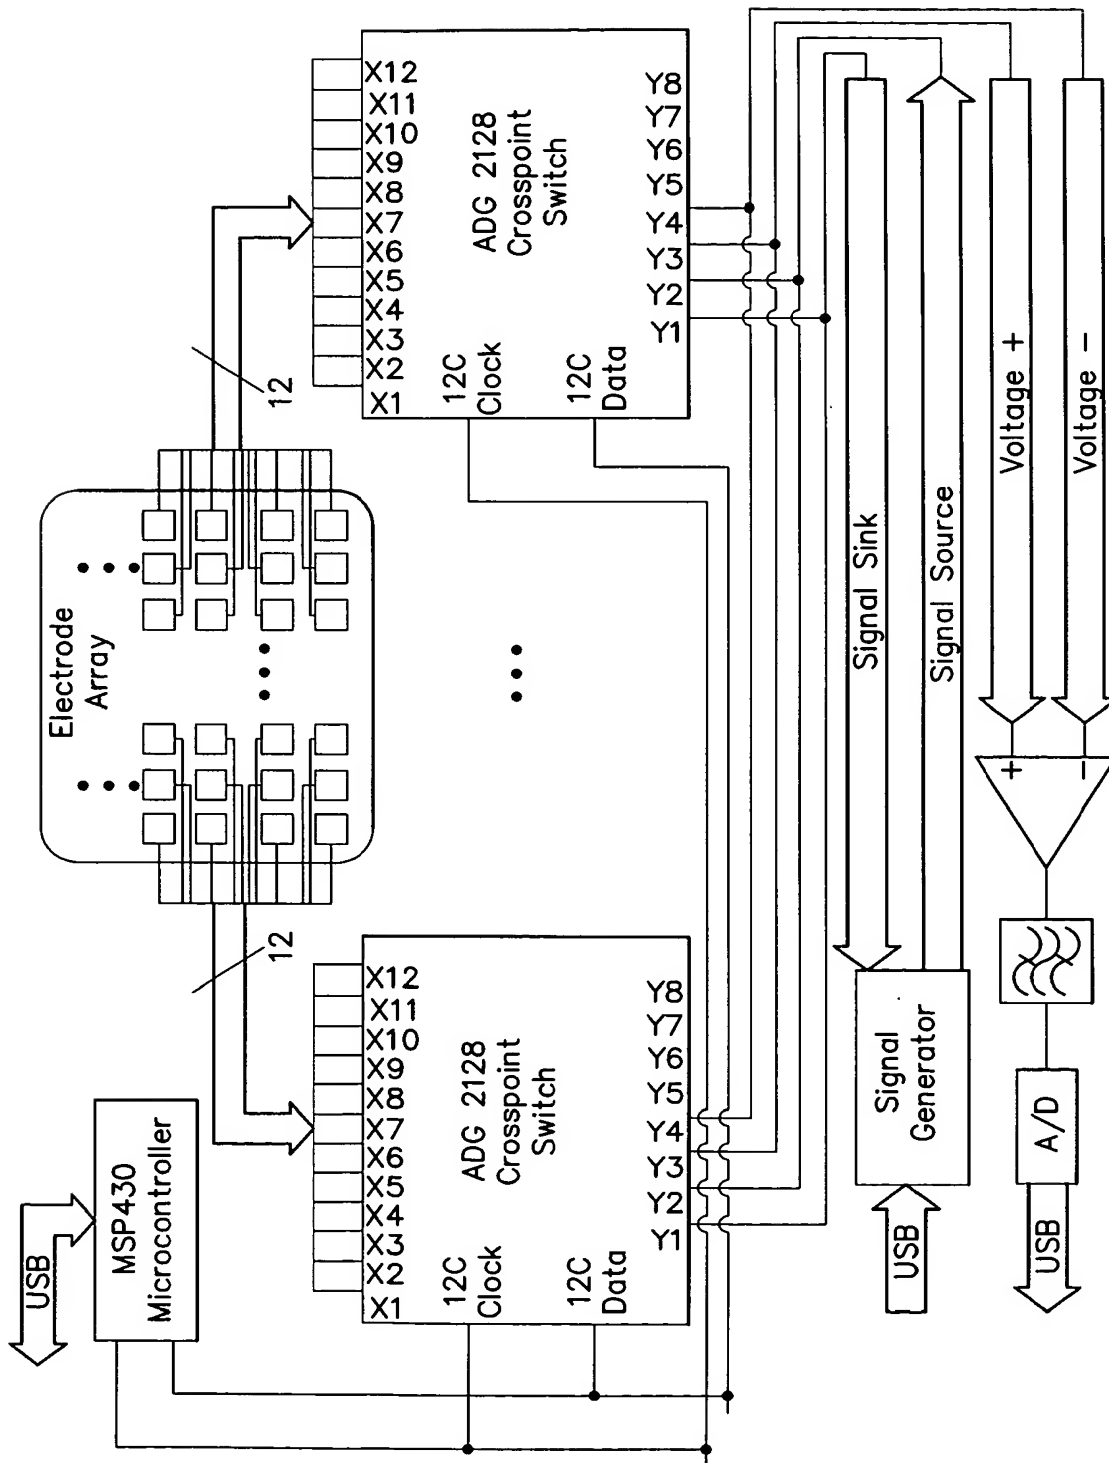 X12
X11
X10
X9
X8
X7
X6
X5
X4
X3
X2
X1
ADG 2128
Crosspoint
Switch
12C
Clock
12C
Data
Y8
Y7
Y6
Y5
Y4
Y3
Y2
Y1
12
Electrode
Array
12
X12
X11
X10
X9
X8
X7
X6
X5
X4
X3
X2
X1
ADG 2128
Crosspoint
Switch
12C
Clock
12C
Data
Y8
Y7
Y6
Y5
Y4
Y3
Y2
Y1
USB
MSP430
Microcontroller
Signal Sink
Signal Source
Voltage +
Voltage -
+
-
Signal
Generator
A/D
USB
USB